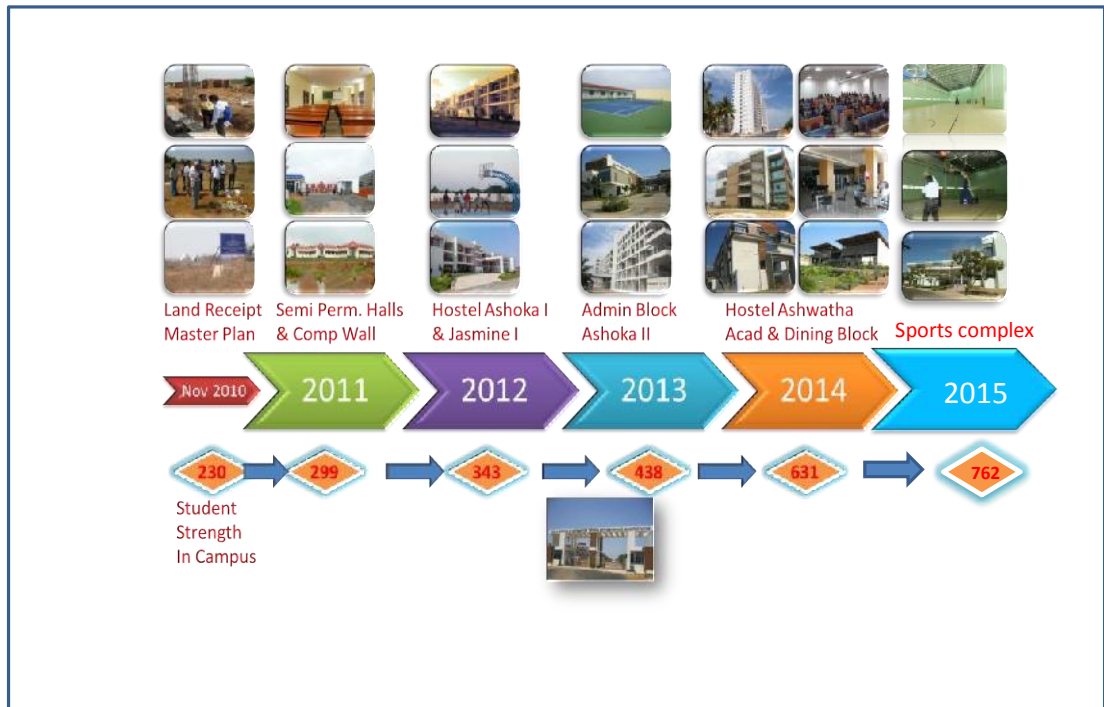 Land Receipt
Master Plan
Semi Perm. Halls
& Comp Wall
Hostel Ashoka I
& Jasmine I
Admin Block
Ashoka II
Hostel Ashwatha
Acad & Dining Block
Sports complex
Nov 2010
2011
2012
2013
2014
2015
230
299
343
438
631
762
Student
Strength
In Campus